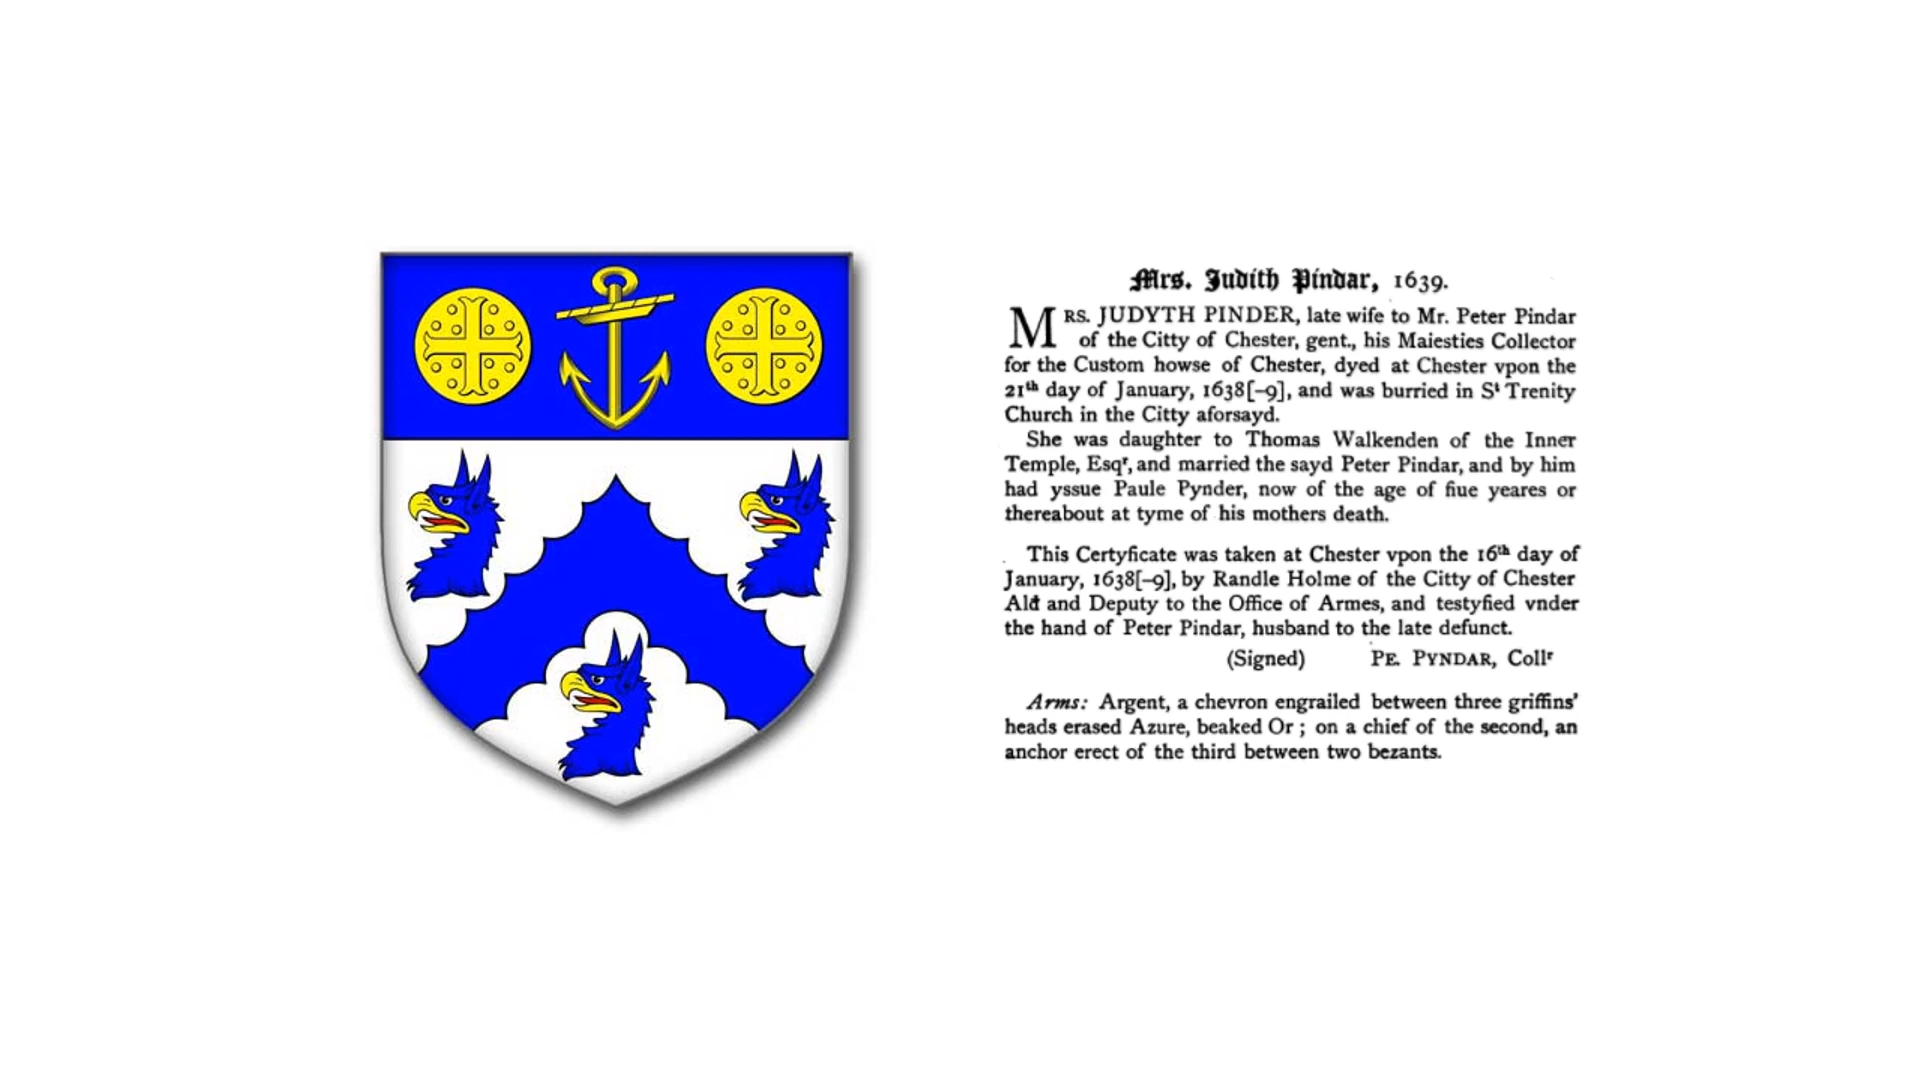 Mrs. Judith Pindar, 1639.
MRS. JUDYTH PINDER, late wife to Mr. Peter Pindar
of the Citty of Chester, gent., his Maiesties Collector
for the Custom howse of Chester, dyed at Chester vpon the
21th day of January, 1638[-9], and was burried in St Trenity
Church in the Citty aforsayd.
She was daughter to Thomas Walkenden of the Inner
Temple, Esqr, and married the sayd Peter Pindar, and by him
had yssue Paule Pynder, now of the age of fiue yeares or
thereabout at tyme of his mothers death.
This Certyficate was taken at Chester vpon the 16th day of
January, 1638[-9], by Randle Holme of the Citty of Chester
Ald and Deputy to the Office of Armes, and testyfied vnder
the hand of Peter Pindar, husband to the late defunct.
(Signed) PE. PYNDAR, Collr
Arms: Argent, a chevron engrailed between three griffins'
heads erased Azure, beaked Or; on a chief of the second, an
anchor erect of the third between two bezants.